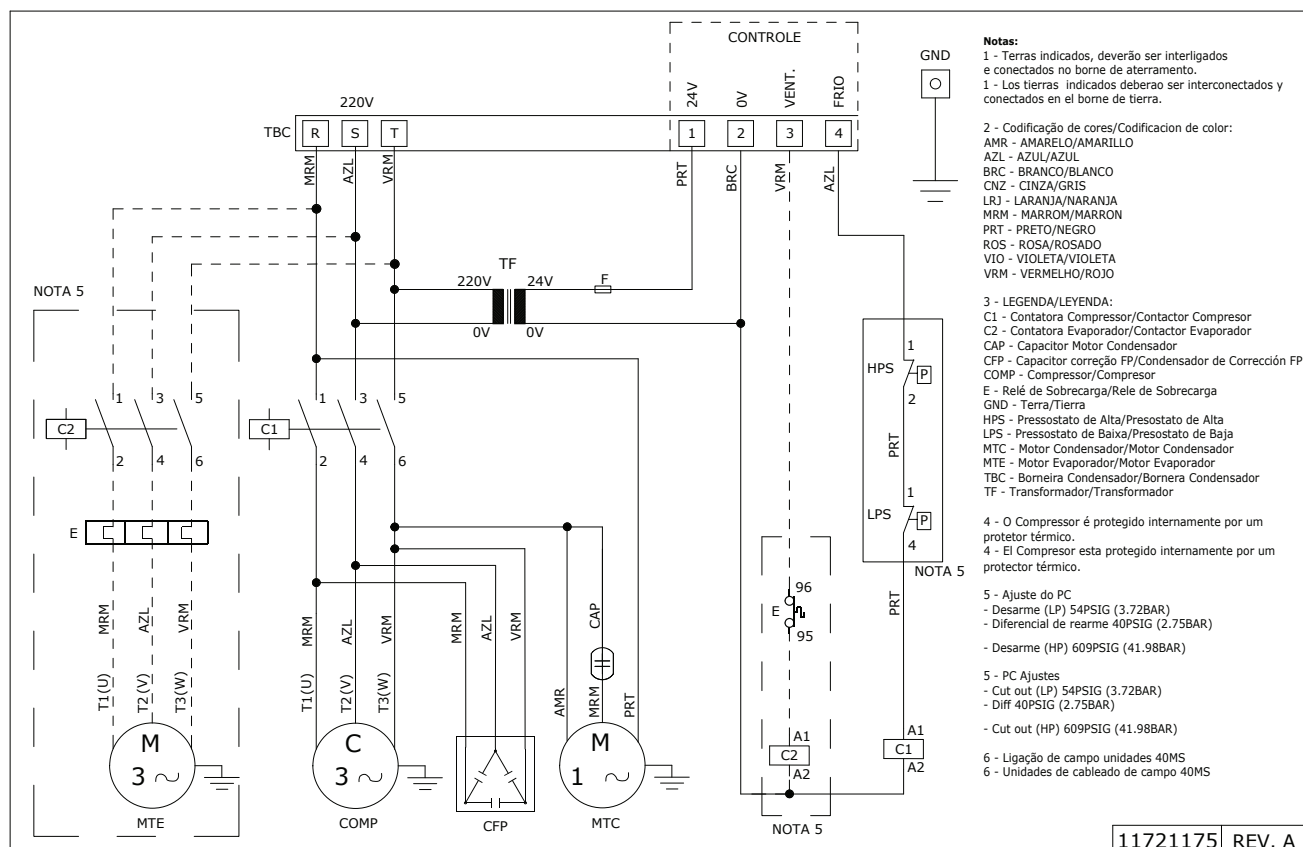 CONTROLE
220V
24V
0V
VENT.
FRIO
TBC
R
S
T
1
2
3
4
MRM
AZL
VRM
PRT
BRC
VRM
AZL
GND
TF
220V
24V
F
0V
0V
NOTA 5
C2
1
3
5
2
4
6
C1
1
3
5
2
4
6
E
MRM
AZL
VRM
T1(U)
T2(V)
T3(W)
M
3
MTE
MRM
AZL
VRM
T1(U)
T2(V)
T3(W)
C
3
COMP
MRM
AZL
VRM
CFP
CAP
AMR
MRM
PRT
M
1
MTC
E
96
95
A1
C2
A2
NOTA 5
HPS
1
P
2
PRT
LPS
1
P
4
NOTA 5
PRT
A1
C1
A2
Notas:
1 - Terras indicados, deverão ser interligados
e conectados no borne de aterramento.
1 - Los tierras indicados deberao ser interconectados y
conectados en el borne de tierra.
2 - Codificação de cores/Codificacion de color:
AMR - AMARELO/AMARILLO
AZL - AZUL/AZUL
BRC - BRANCO/BLANCO
CNZ - CINZA/GRIS
LRJ - LARANJA/NARANJA
MRM - MARROM/MARRON
PRT - PRETO/NEGRO
ROS - ROSA/ROSADO
VIO - VIOLETA/VIOLETA
VRM - VERMELHO/ROJO
3 - LEGENDA/LEYENDA:
C1 - Contatora Compressor/Contactor Compresor
C2 - Contatora Evaporador/Contactor Evaporador
CAP - Capacitor Motor Condensador
CFP - Capacitor correção FP/Condensador de Corrección FP
COMP - Compressor/Compresor
E - Relé de Sobrecarga/Rele de Sobrecarga
GND - Terra/Tierra
HPS - Pressostato de Alta/Presostato de Alta
LPS - Pressostato de Baixa/Presostato de Baja
MTC - Motor Condensador/Motor Condensador
MTE - Motor Evaporador/Motor Evaporador
TBC - Borneira Condensador/Bornera Condensador
TF - Transformador/Transformador
4 - O Compressor é protegido internamente por um
protetor térmico.
4 - El Compresor esta protegido internamente por um
protector térmico.
5 - Ajuste do PC
- Desarme (LP) 54PSIG (3.72BAR)
- Diferencial de rearme 40PSIG (2.75BAR)
- Desarme (HP) 609PSIG (41.98BAR)
5 - PC Ajustes
- Cut out (LP) 54PSIG (3.72BAR)
- Diff 40PSIG (2.75BAR)
- Cut out (HP) 609PSIG (41.98BAR)
6 - Ligação de campo unidades 40MS
6 - Unidades de cableado de campo 40MS
11721175 REV. A